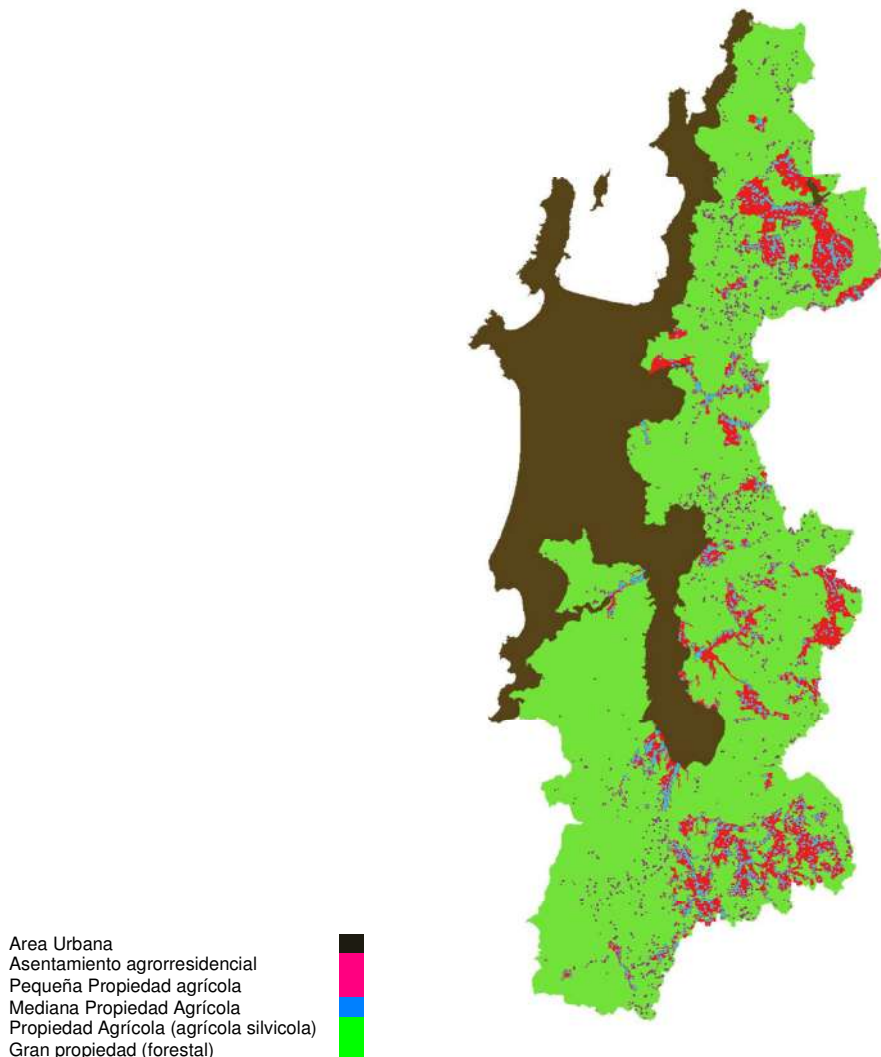 Area Urbana
Asentamiento agrorresidencial
Pequeña Propiedad agrícola
Mediana Propiedad Agrícola
Propiedad Agrícola (agrícola silvicola)
Gran propiedad (forestal)